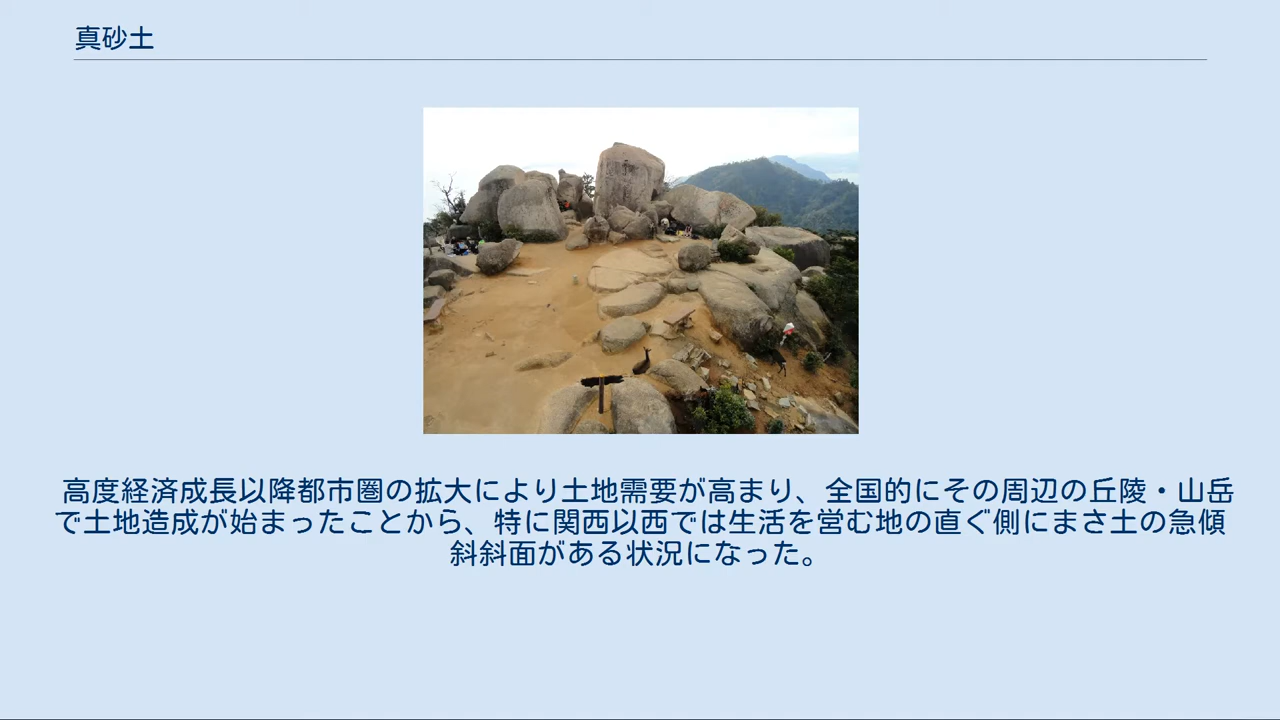 真砂土
高度経済成長以降都市圏の拡大により土地需要が高まり、全国的にその周辺の丘陵・山岳
で土地造成が始まったことから、特に関西以西では生活を営む地の直ぐ側にまさ土の急傾
斜斜面がある状況になった。